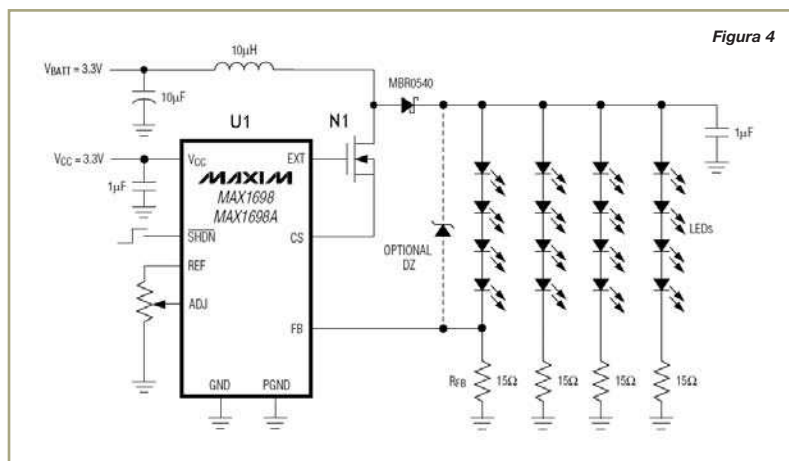 Figura 4
10µH
VBATT = 3.3V
MBR0540
10µF
U1
N1
1µF
VCC = 3.3V
VCC
EXT
MAXIM
MAX1698
MAX1698A
1µF
SHDN
CS
OPTIONAL
DZ
LEDs
REF
ADJ
FB
RFB
15Ω
15Ω
15Ω
15Ω
GND
PGND